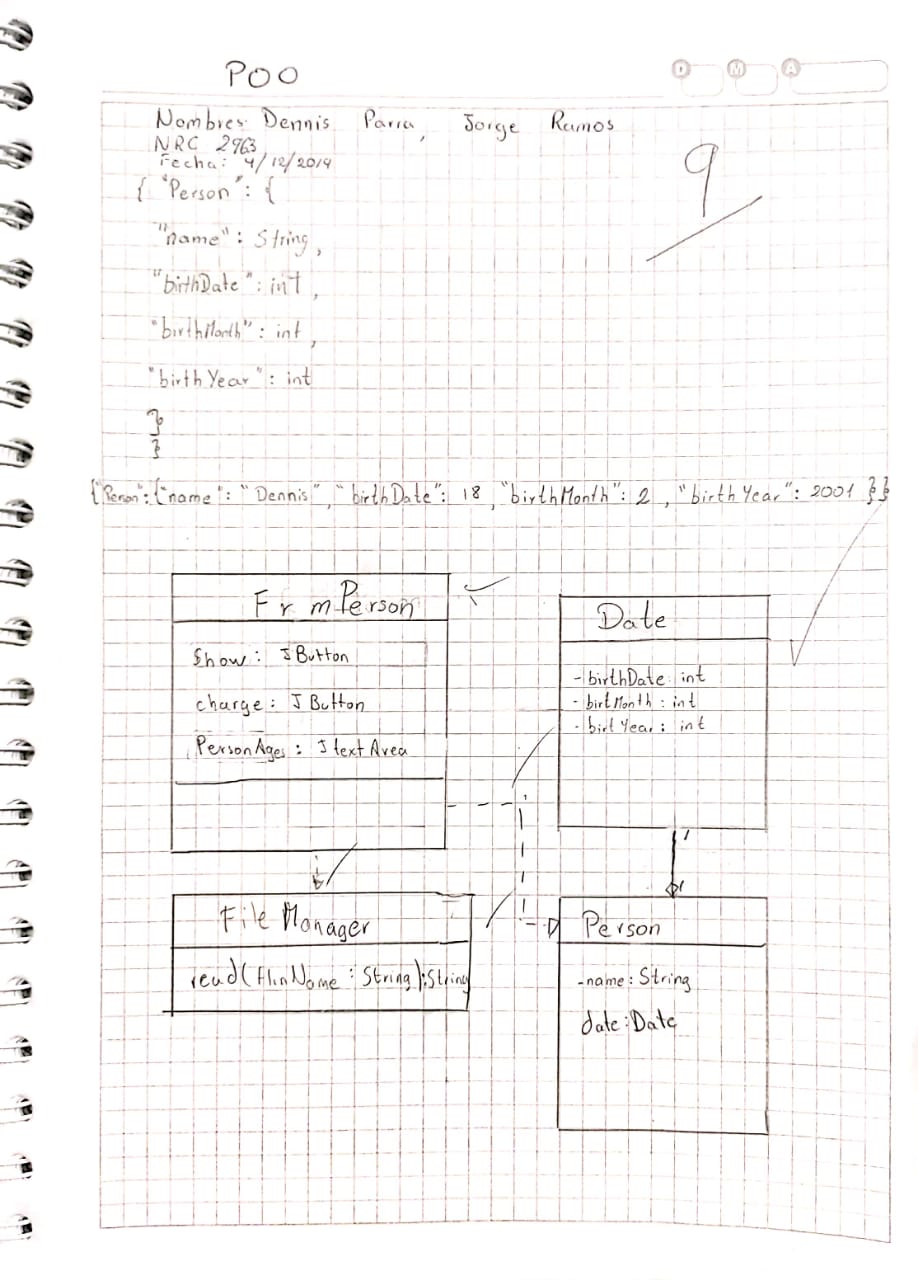 POO
D M A
Nombres: Dennis Parra, Jorge Ramos
NRC 2963
Fecha: 4/12/2019
9
{ "Person": {
"name": String,
"birthDate": int,
"birthMonth": int,
"birthYear": int
}
}
{"Person":{"name": "Dennis", "birthDate": 18, "birthMonth": 2, "birthYear": 2001 }}
FrmPerson
Show: JButton
charge: JButton
PersonAges: JtextArea
Date
-birthDate: int
-birtMonth: int
-birtYear: int
File Manager
read( : String):String
Person
-name: String
date:Date